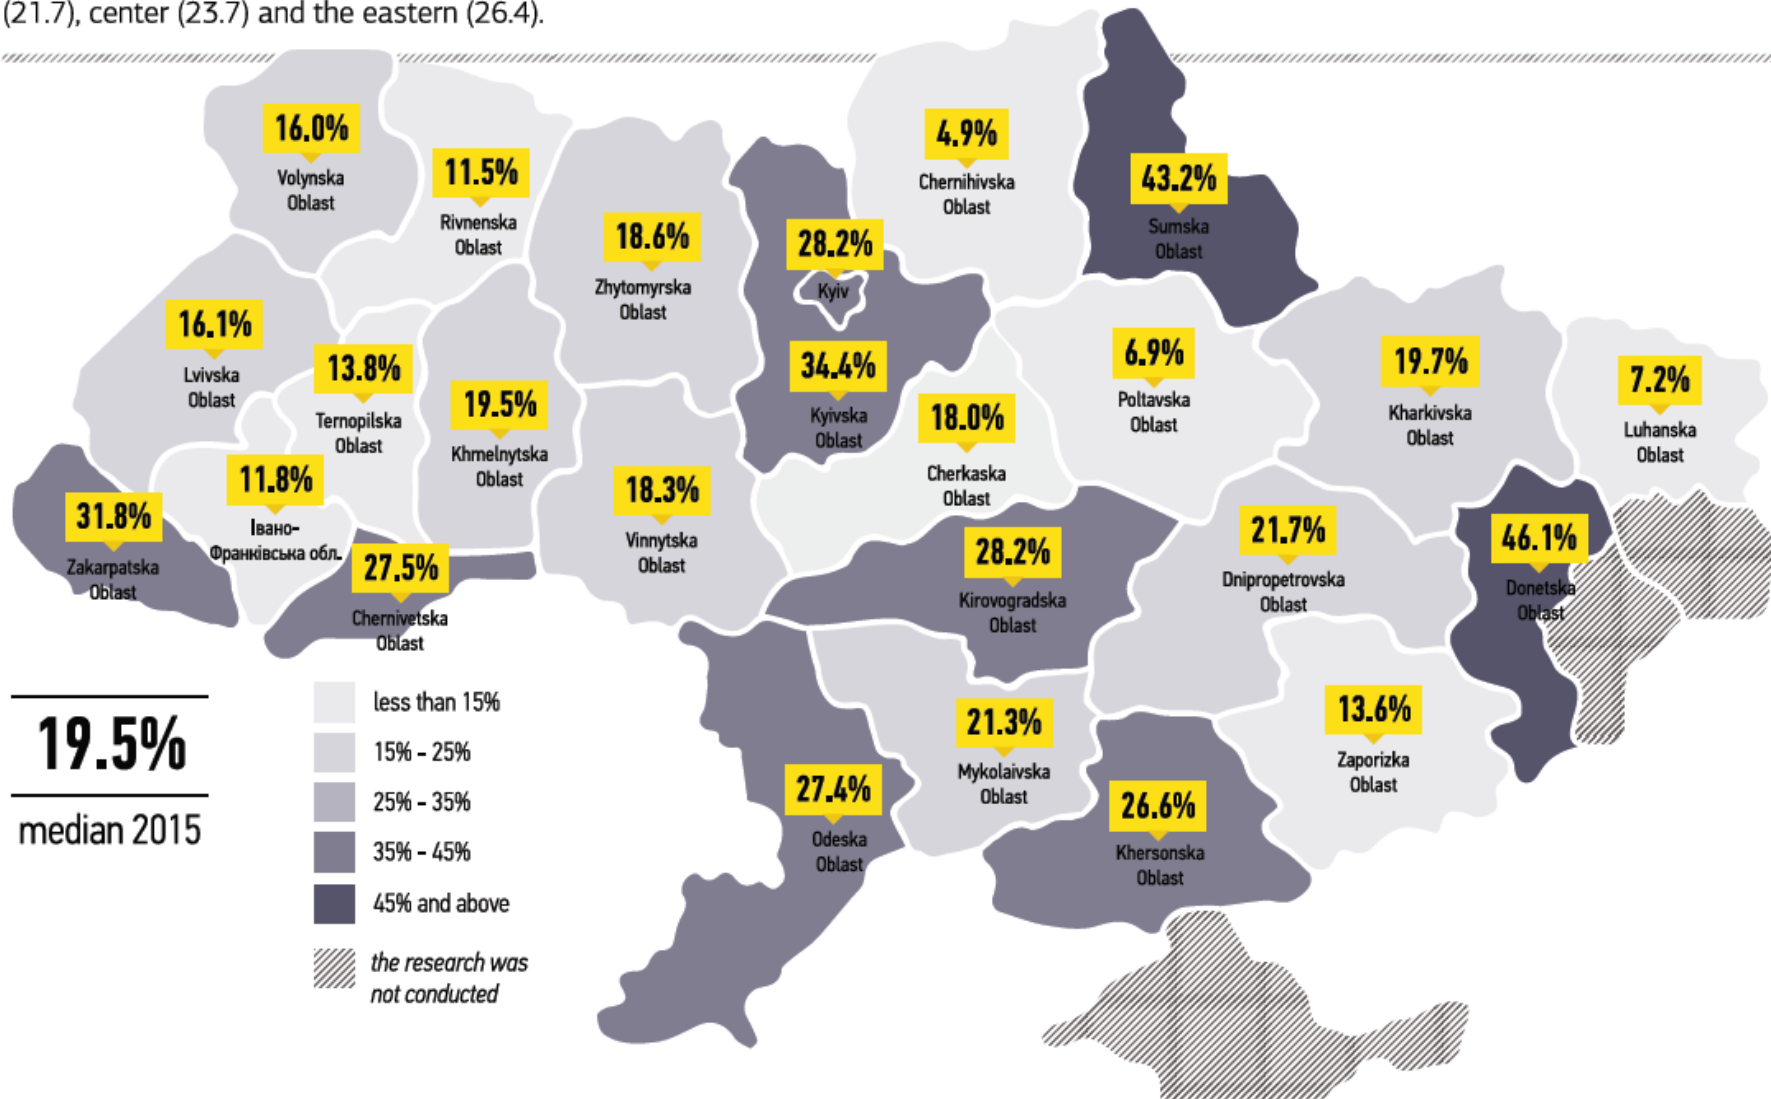 (21.7), center (23.7) and the eastern (26.4).
16.0%
Volynska
Oblast
11.5%
Rivnenska
Oblast
18.6%
Zhytomyrska
Oblast
28.2%
Kyiv
4.9%
Chernihivska
Oblast
43.2%
Sumska
Oblast
16.1%
Lvivska
Oblast
13.8%
Ternopilska
Oblast
19.5%
Khmelnytska
Oblast
34.4%
Kyivska
Oblast
18.0%
Cherkaska
Oblast
6.9%
Poltavska
Oblast
19.7%
Kharkivska
Oblast
7.2%
Luhanska
Oblast
31.8%
Zakarpatska
Oblast
11.8%
Івано-
Франківська обл.
27.5%
Chernivetska
Oblast
18.3%
Vinnytska
Oblast
28.2%
Kirovogradska
Oblast
21.7%
Dnipropetrovska
Oblast
46.1%
Donetska
Oblast
27.4%
Odeska
Oblast
21.3%
Mykolaivska
Oblast
26.6%
Khersonska
Oblast
13.6%
Zaporizka
Oblast
19.5%
median 2015
less than 15%
15% - 25%
25% - 35%
35% - 45%
45% and above
the research was
not conducted